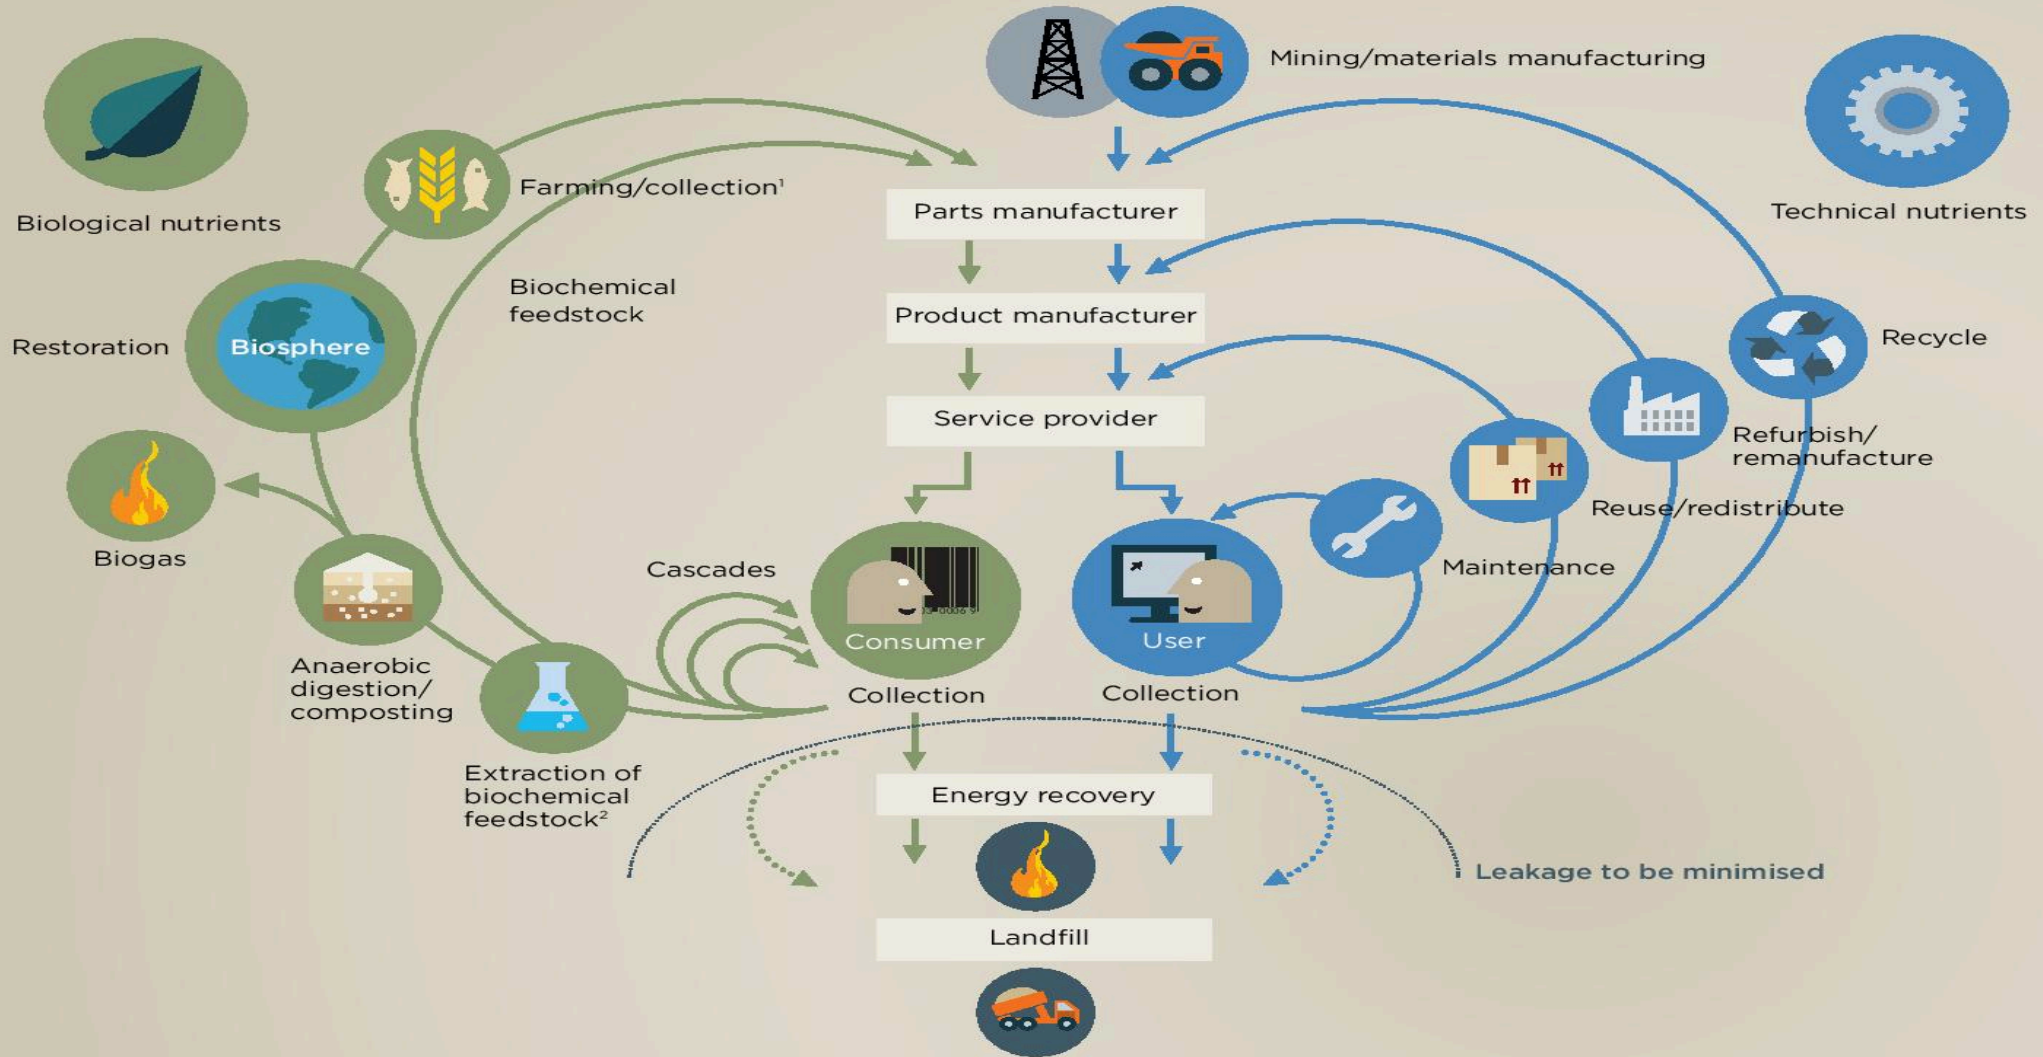 Mining/materials manufacturing
Biological nutrients
Technical nutrients
Farming/collection¹
Parts manufacturer
Biochemical
feedstock
Product manufacturer
Restoration
Biosphere
Recycle
Service provider
Refurbish/
remanufacture
Reuse/redistribute
Biogas
Cascades
Maintenance
Consumer
User
Anaerobic
digestion/
composting
Collection
Collection
Extraction of
biochemical
feedstock²
Energy recovery
Leakage to be minimised
Landfill